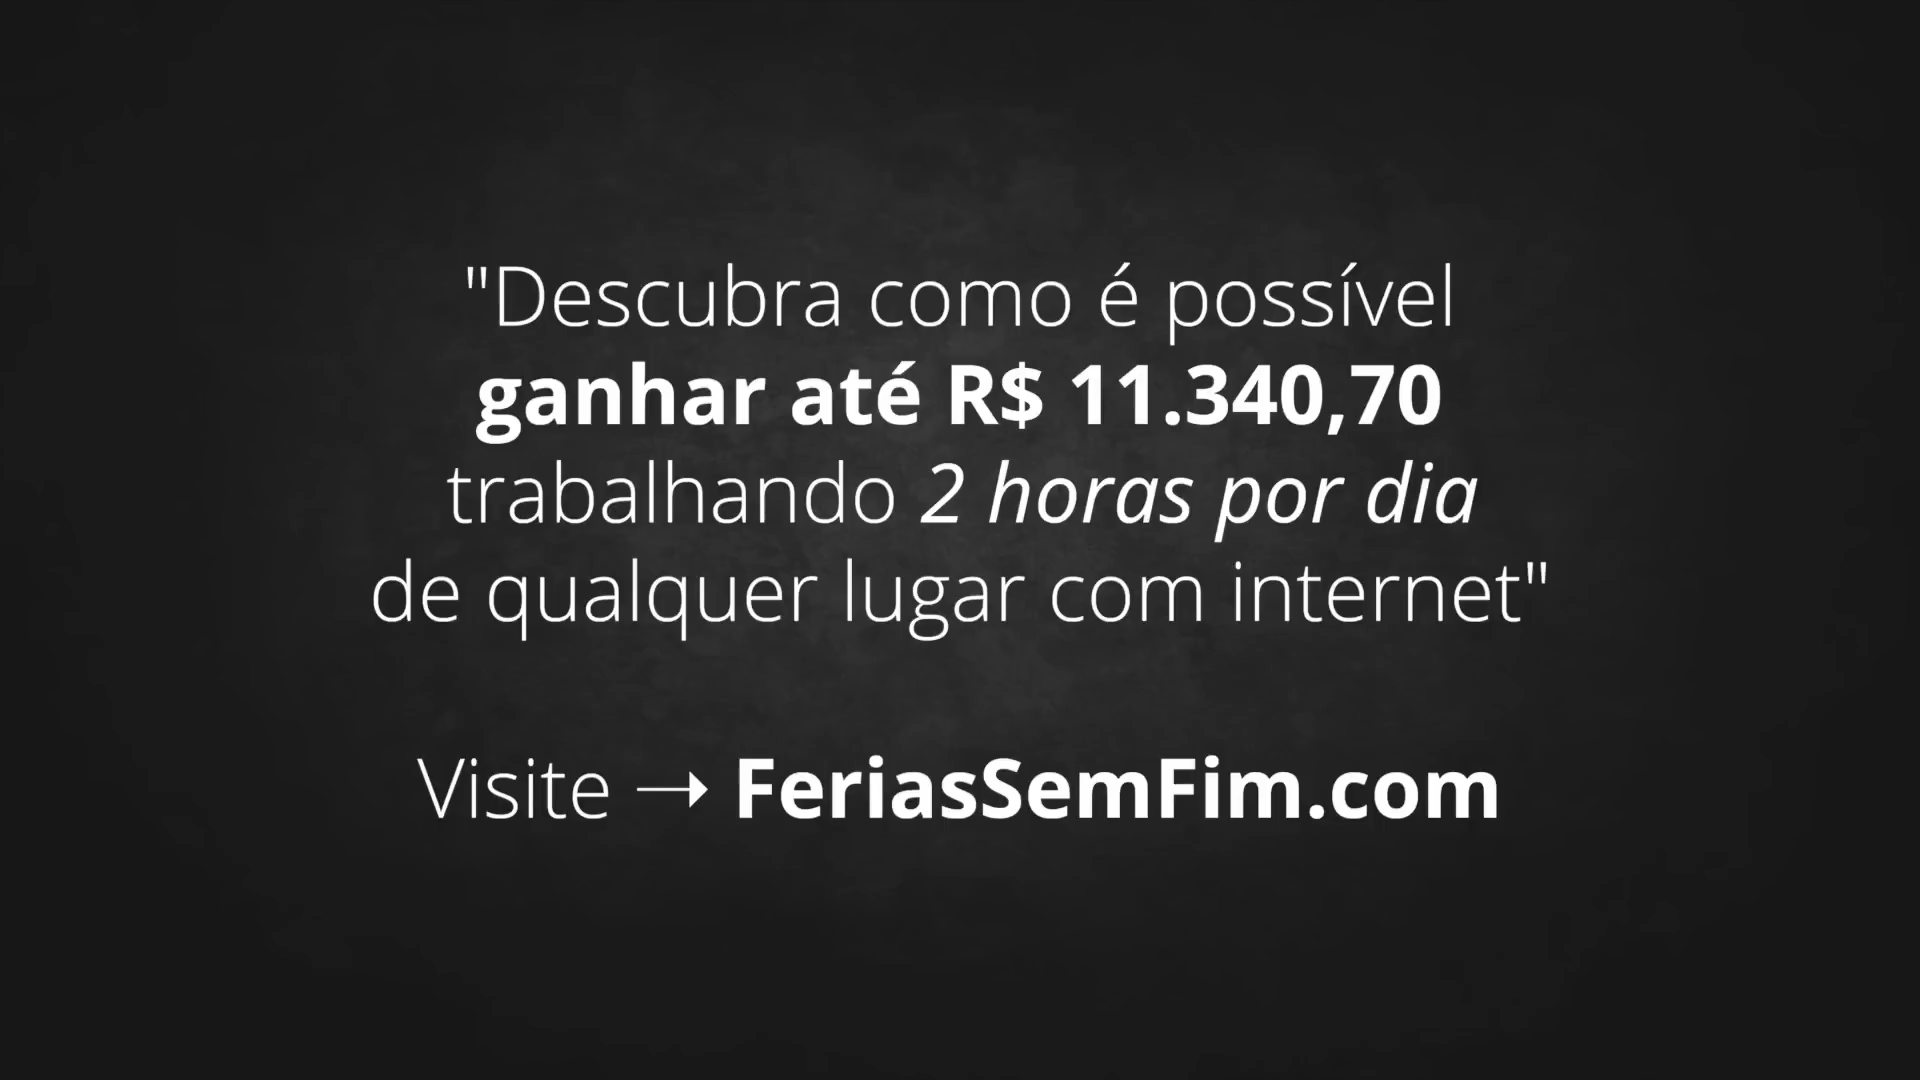 "Descubra como é possível
ganhar até R$ 11.340,70
trabalhando 2 horas por dia
de qualquer lugar com internet"
Visite → FeriasSemFim.com